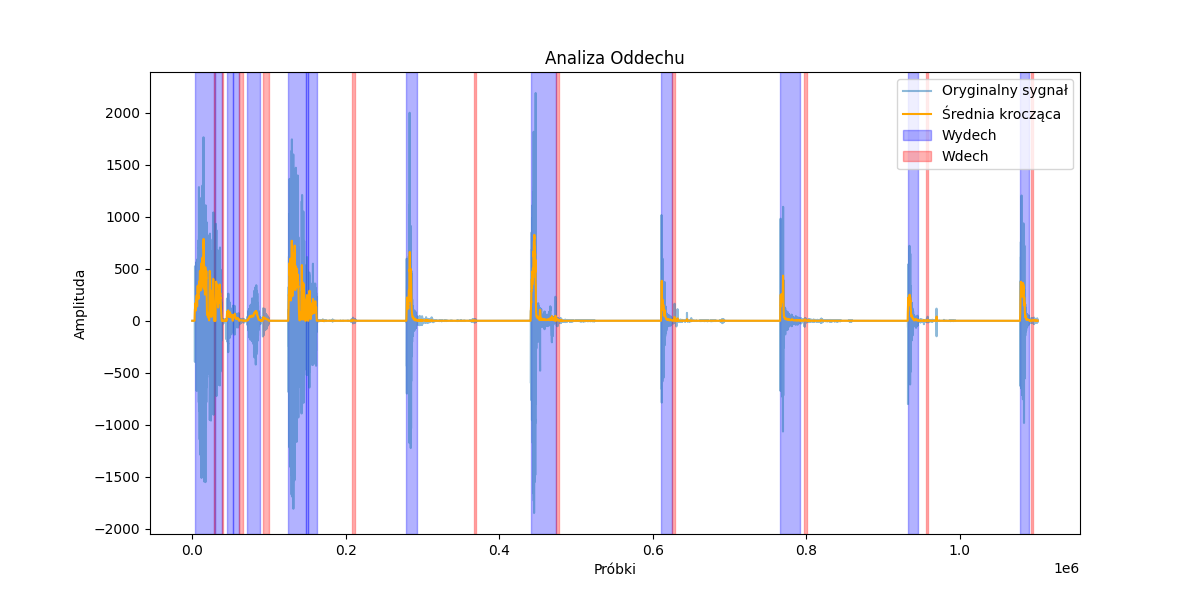 Analiza Oddechu
Oryginalny sygnał
Średnia krocząca
Wydech
Wdech
Amplituda
2000
1500
1000
500
0
−500
−1000
−1500
−2000
0.0 0.2 0.4 0.6 0.8 1.0
1e6
Próbki